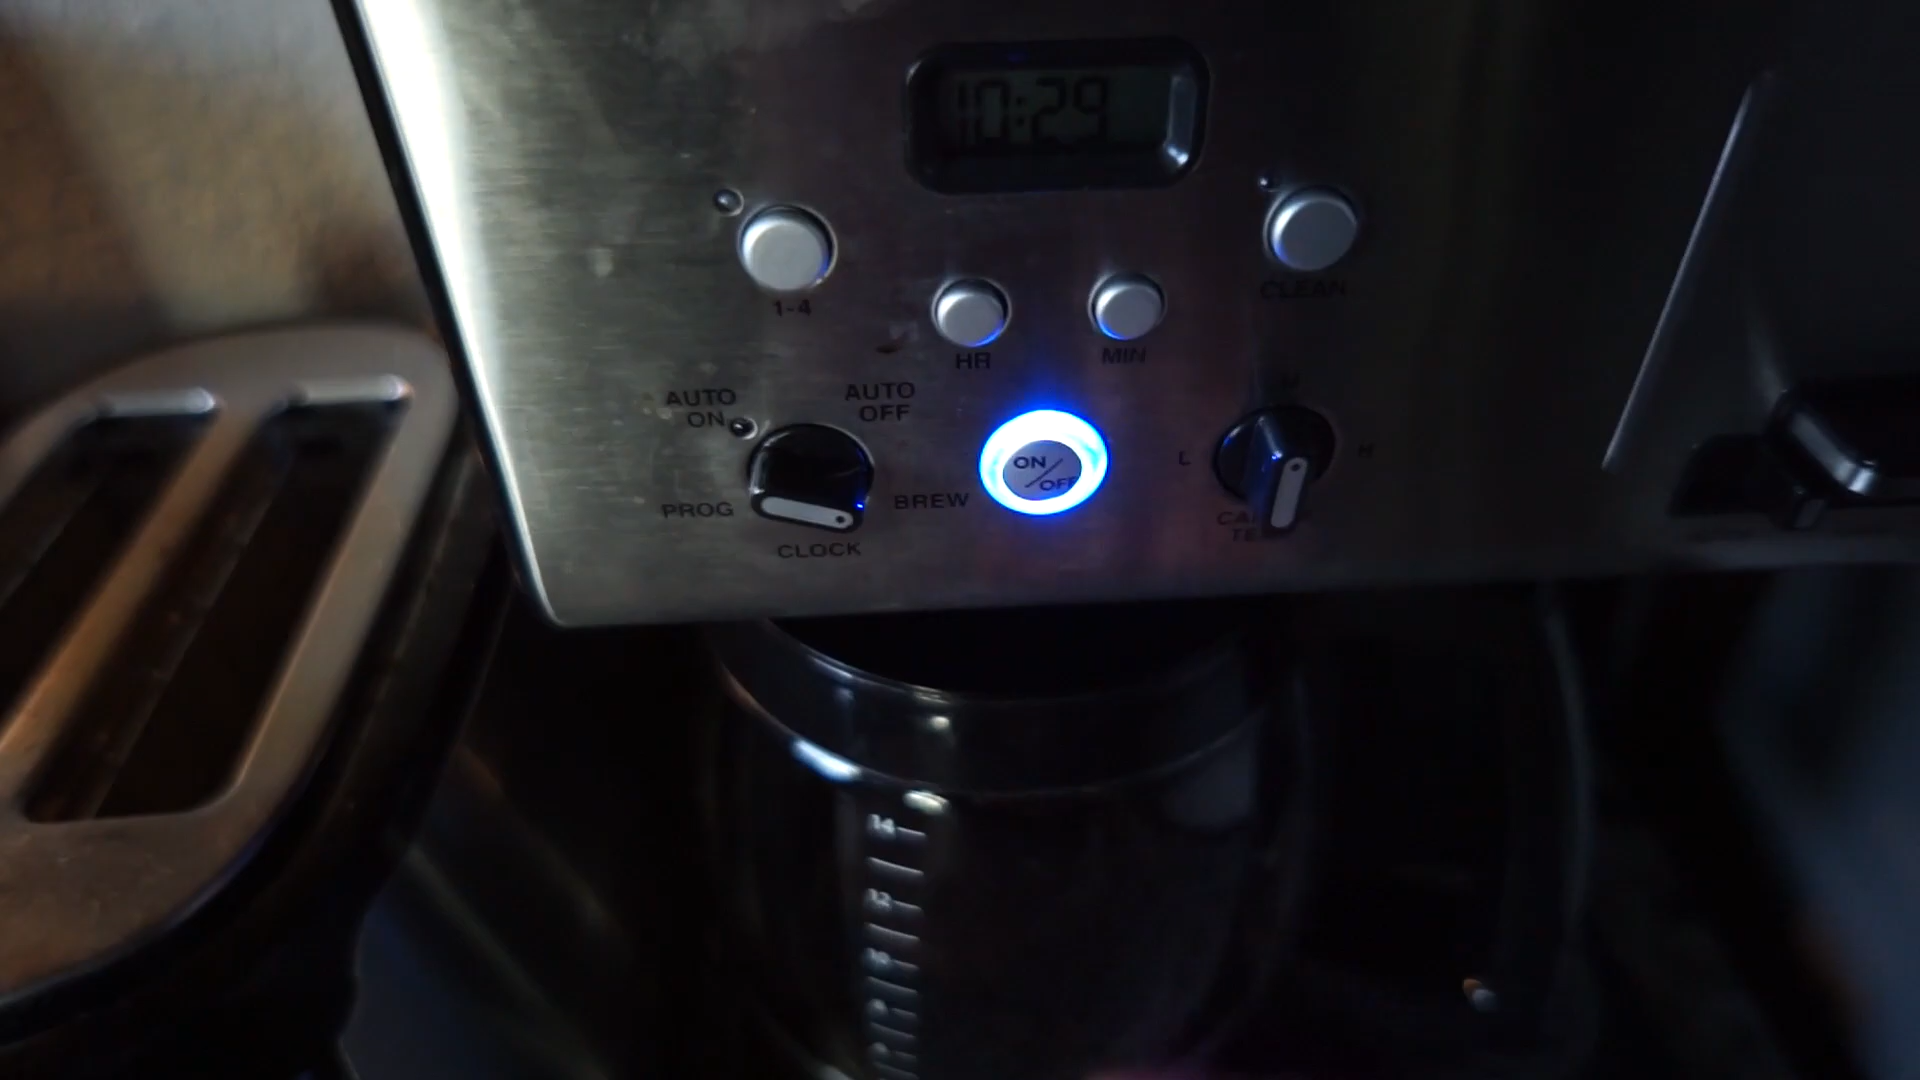 10:29
1-4
CLEAN
HR
MIN
AUTO
ON
AUTO
OFF
M
L
H
ON
OFF
PROG
BREW
CLOCK
14
12